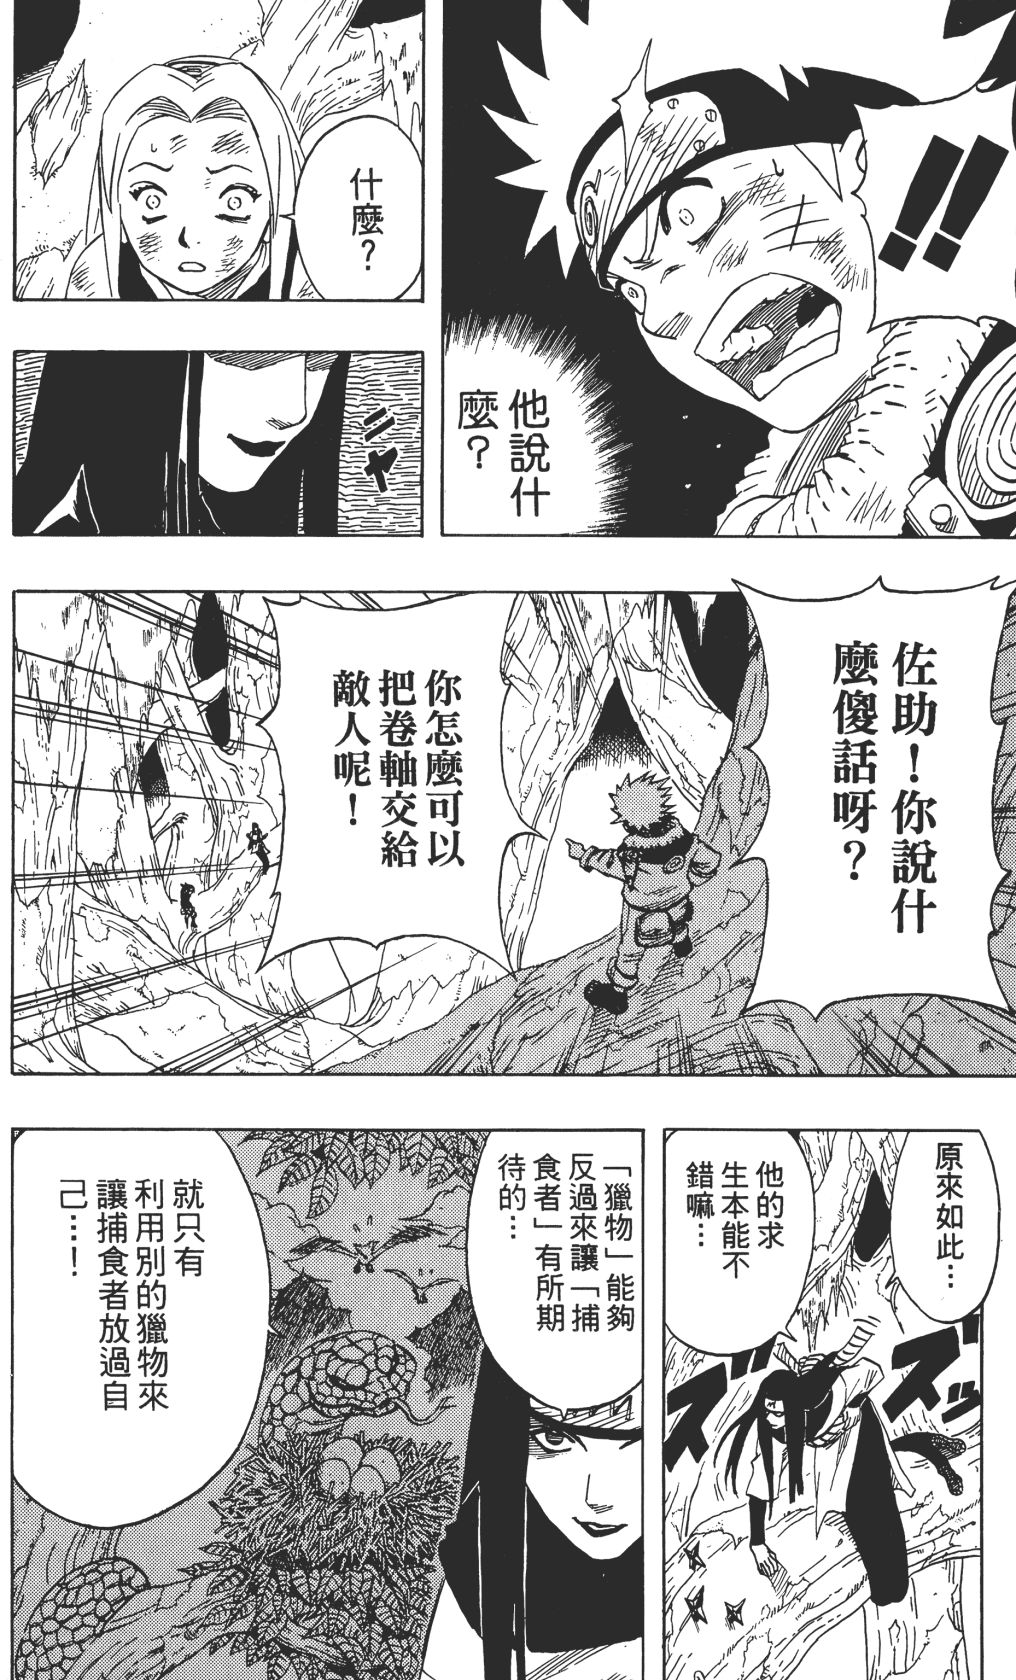 !!
他說什
麼?
什麼?
ニヤ
佐助!你說什
麼傻話呀?
你怎麼可以
把卷軸交給
敵人呢!
原來如此…
他的求
生本能不
錯嘛…
ズズッ
「獵物」能夠
反過來讓「捕
食者」有所期
待的…
就只有
利用別的獵物來
讓捕食者放過自
己…!